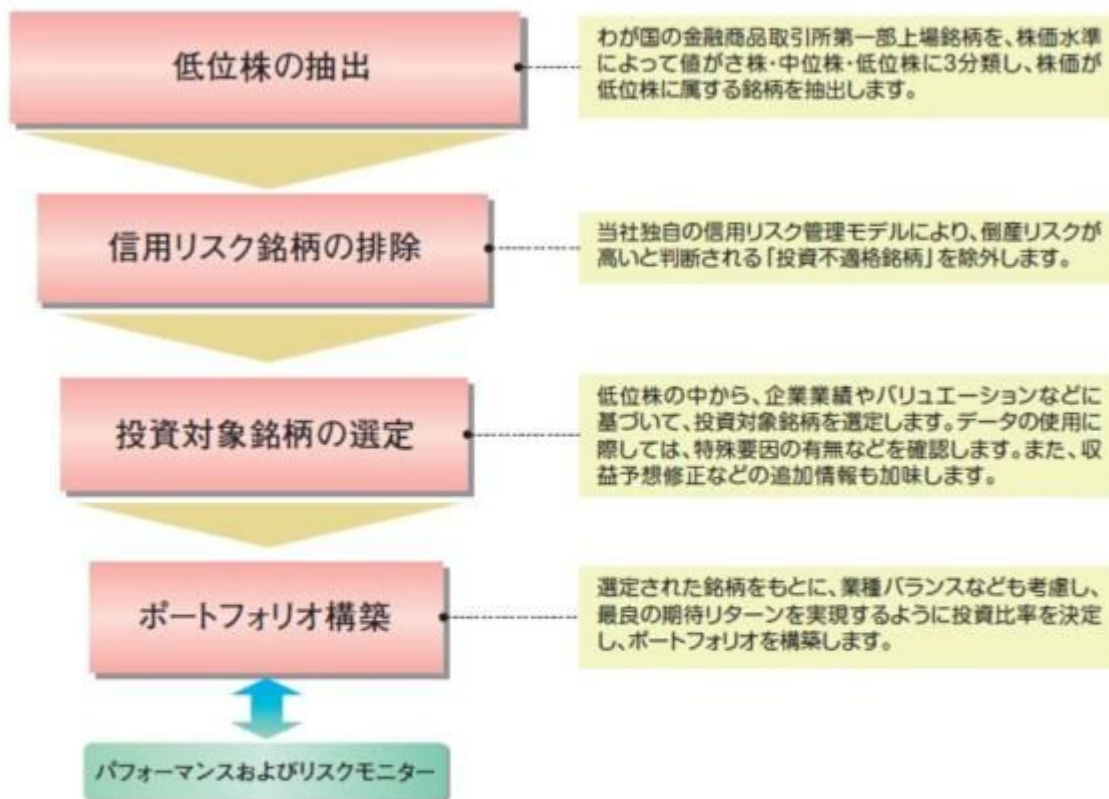 低位株の抽出
わが国の金融商品取引所第一部上場銘柄を、株価水準
によって値がさ株・中位株・低位株に3分類し、株価が
低位株に属する銘柄を抽出します。
信用リスク銘柄の排除
当社独自の信用リスク管理モデルにより、倒産リスクが
高いと判断される「投資不適格銘柄」を除外します。
投資対象銘柄の選定
低位株の中から、企業業績やバリュエーションなどに
基づいて、投資対象銘柄を選定します。データの使用に
際しては、特殊要因の有無などを確認します。また、収
益予想修正などの追加情報も加味します。
ポートフォリオ構築
選定された銘柄をもとに、業種バランスなども考慮し、
最良の期待リターンを実現するように投資比率を決定
し、ポートフォリオを構築します。
パフォーマンスおよびリスクモニター